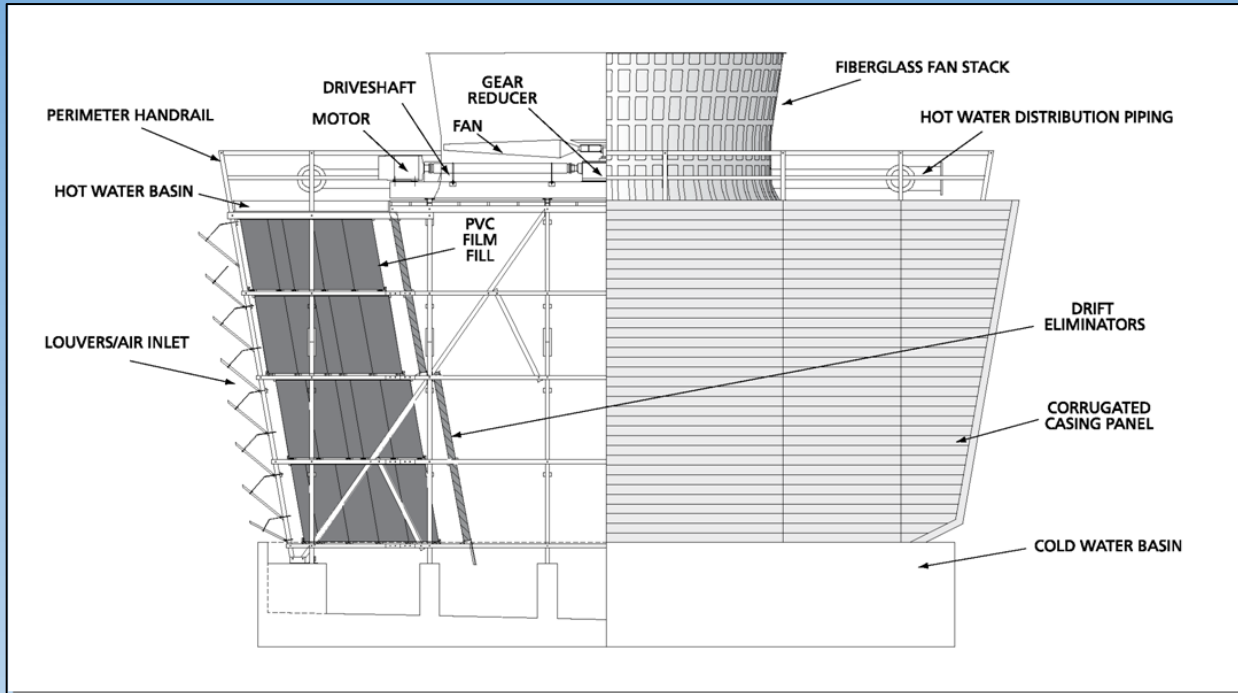 FIBERGLASS FAN STACK
DRIVESHAFT
GEAR
REDUCER
PERIMETER HANDRAIL
MOTOR
FAN
HOT WATER DISTRIBUTION PIPING
HOT WATER BASIN
PVC
FILM
FILL
DRIFT
ELIMINATORS
LOUVERS/AIR INLET
CORRUGATED
CASING PANEL
COLD WATER BASIN